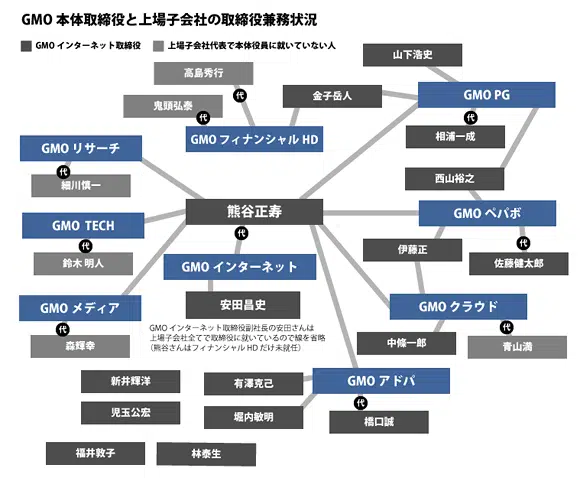 GMO 本体取締役と上場子会社の取締役兼務状況
GMO インターネット取締役
上場子会社代表で本体役員に就いていない人
山下浩史
高島秀行
代
金子岳人
GMO PG
鬼頭弘泰
代
代
GMO フィナンシャル HD
相浦一成
GMO リサーチ
代
細川慎一
西山裕之
熊谷正寿
GMO ペパボ
GMO TECH
代
代
代
鈴木 明人
伊藤正
佐藤健太郎
GMO インターネット
GMO メディア
安田昌史
GMO クラウド
代
代
森輝幸
GMO インターネット取締役副社長の安田さんは
上場子会社全てで取締役に就いているので線を省略
(熊谷さんはフィナンシャル HD だけ未就任)
中條一郎
青山満
新井輝洋
有澤克己
GMO アドパ
児玉公宏
堀内敏明
代
橋口誠
福井敦子
林泰生